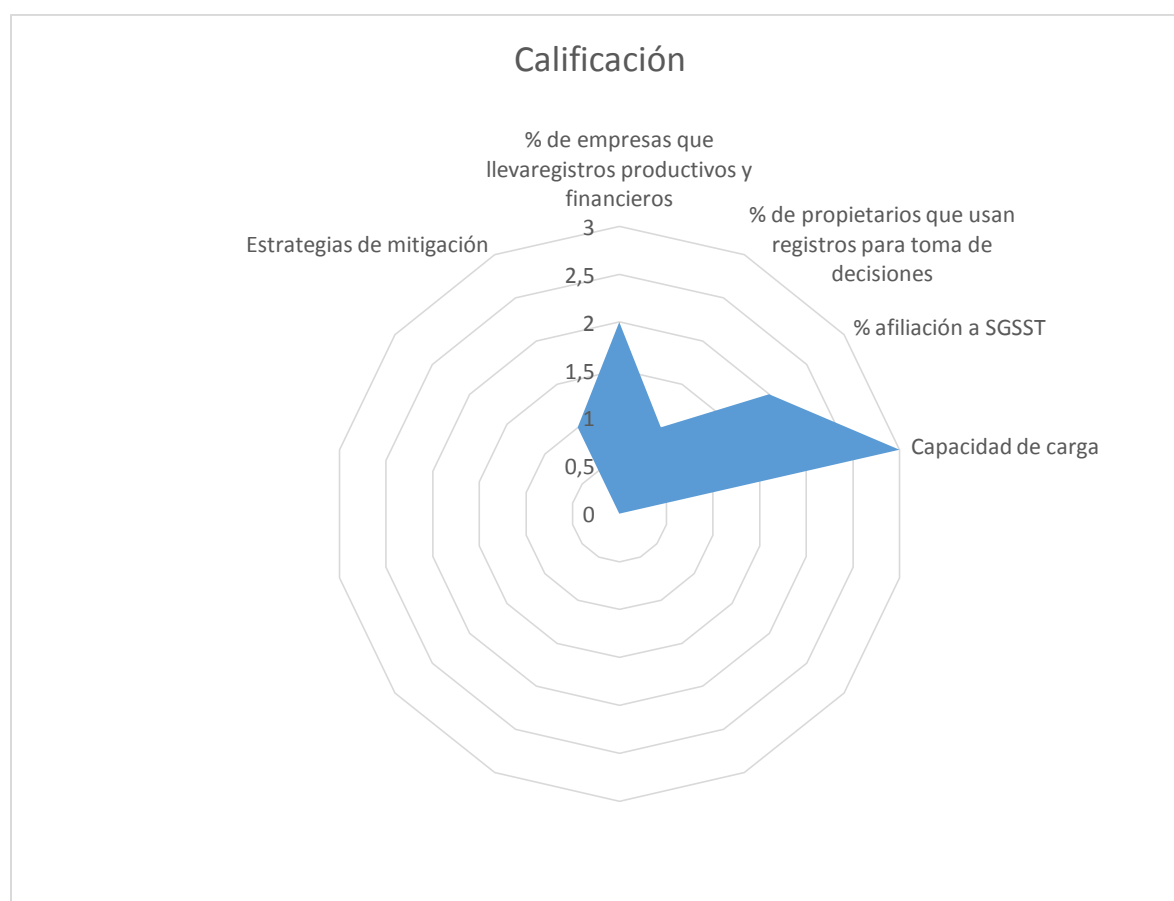 Calificación
% de empresas que
llevaregistros productivos y
financieros
% de propietarios que usan
registros para toma de
decisiones
% afiliación a SGSST
Capacidad de carga
Estrategias de mitigación
3
2,5
2
1,5
1
0,5
0